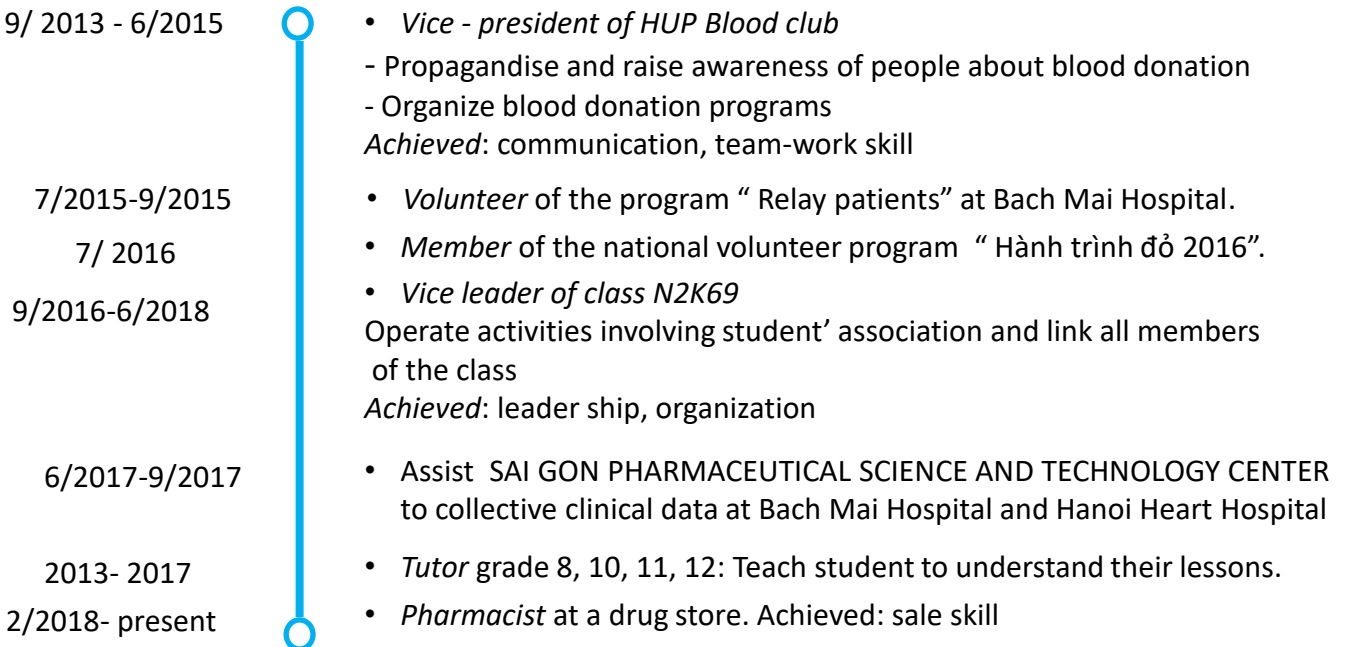 9/ 2013 - 6/2015
• Vice - president of HUP Blood club
- Propagandise and raise awareness of people about blood donation
- Organize blood donation programs
Achieved: communication, team-work skill
7/2015-9/2015
• Volunteer of the program “ Relay patients” at Bach Mai Hospital.
7/ 2016
• Member of the national volunteer program “ Hành trình đỏ 2016”.
9/2016-6/2018
• Vice leader of class N2K69
Operate activities involving student’ association and link all members
of the class
Achieved: leader ship, organization
6/2017-9/2017
• Assist SAI GON PHARMACEUTICAL SCIENCE AND TECHNOLOGY CENTER
to collective clinical data at Bach Mai Hospital and Hanoi Heart Hospital
2013- 2017
• Tutor grade 8, 10, 11, 12: Teach student to understand their lessons.
2/2018- present
• Pharmacist at a drug store. Achieved: sale skill